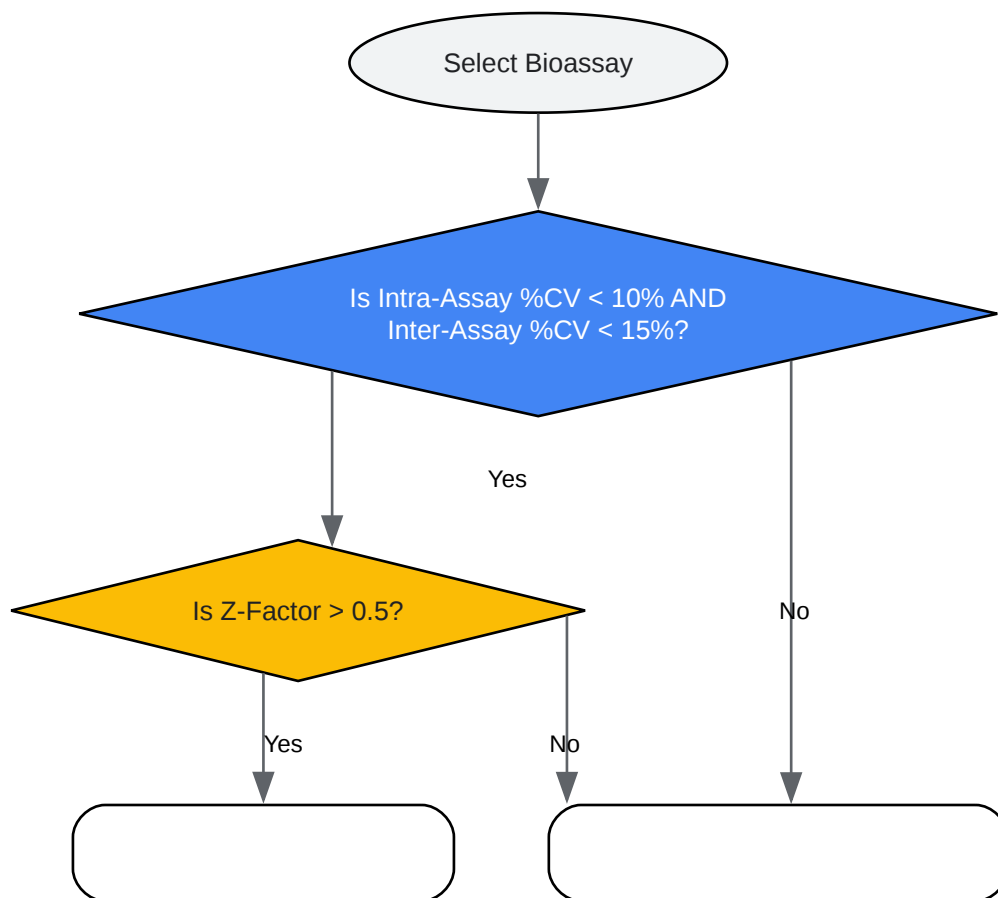 Select Bioassay
Is Intra-Assay %CV < 10% AND
Inter-Assay %CV < 15%?
Yes
Is Z-Factor > 0.5?
No
Yes
No